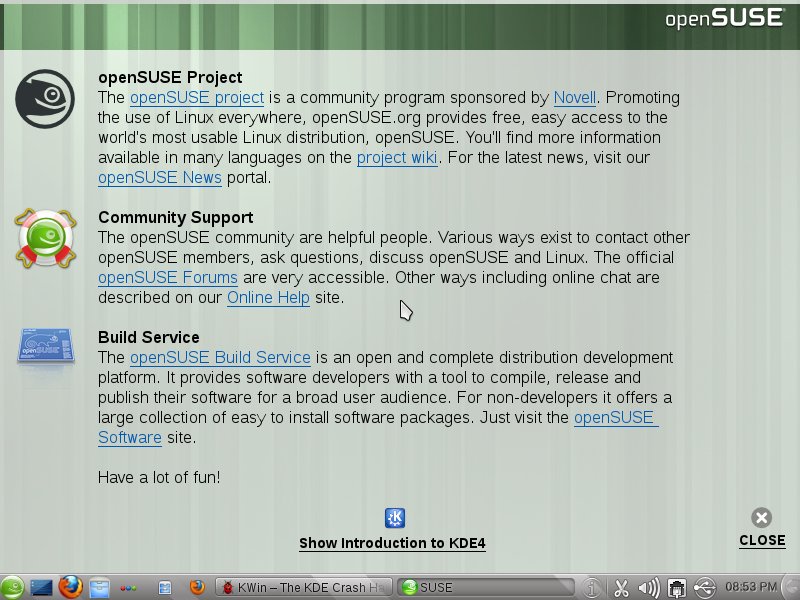 openSUSE
openSUSE Project
The openSUSE project is a community program sponsored by Novell. Promoting
the use of Linux everywhere, openSUSE.org provides free, easy access to the
world's most usable Linux distribution, openSUSE. You'll find more information
available in many languages on the project wiki. For the latest news, visit our
openSUSE News portal.
Community Support
The openSUSE community are helpful people. Various ways exist to contact other
openSUSE members, ask questions, discuss openSUSE and Linux. The official
openSUSE Forums are very accessible. Other ways including online chat are
described on our Online Help site.
Build Service
openSUSE
The openSUSE Build Service is an open and complete distribution development
platform. It provides software developers with a tool to compile, release and
publish their software for a broad user audience. For non-developers it offers a
large collection of easy to install software packages. Just visit the openSUSE
Software site.
Have a lot of fun!
Show Introduction to KDE4
CLOSE
KWin – The KDE Crash Ha
SUSE
08:53 PM